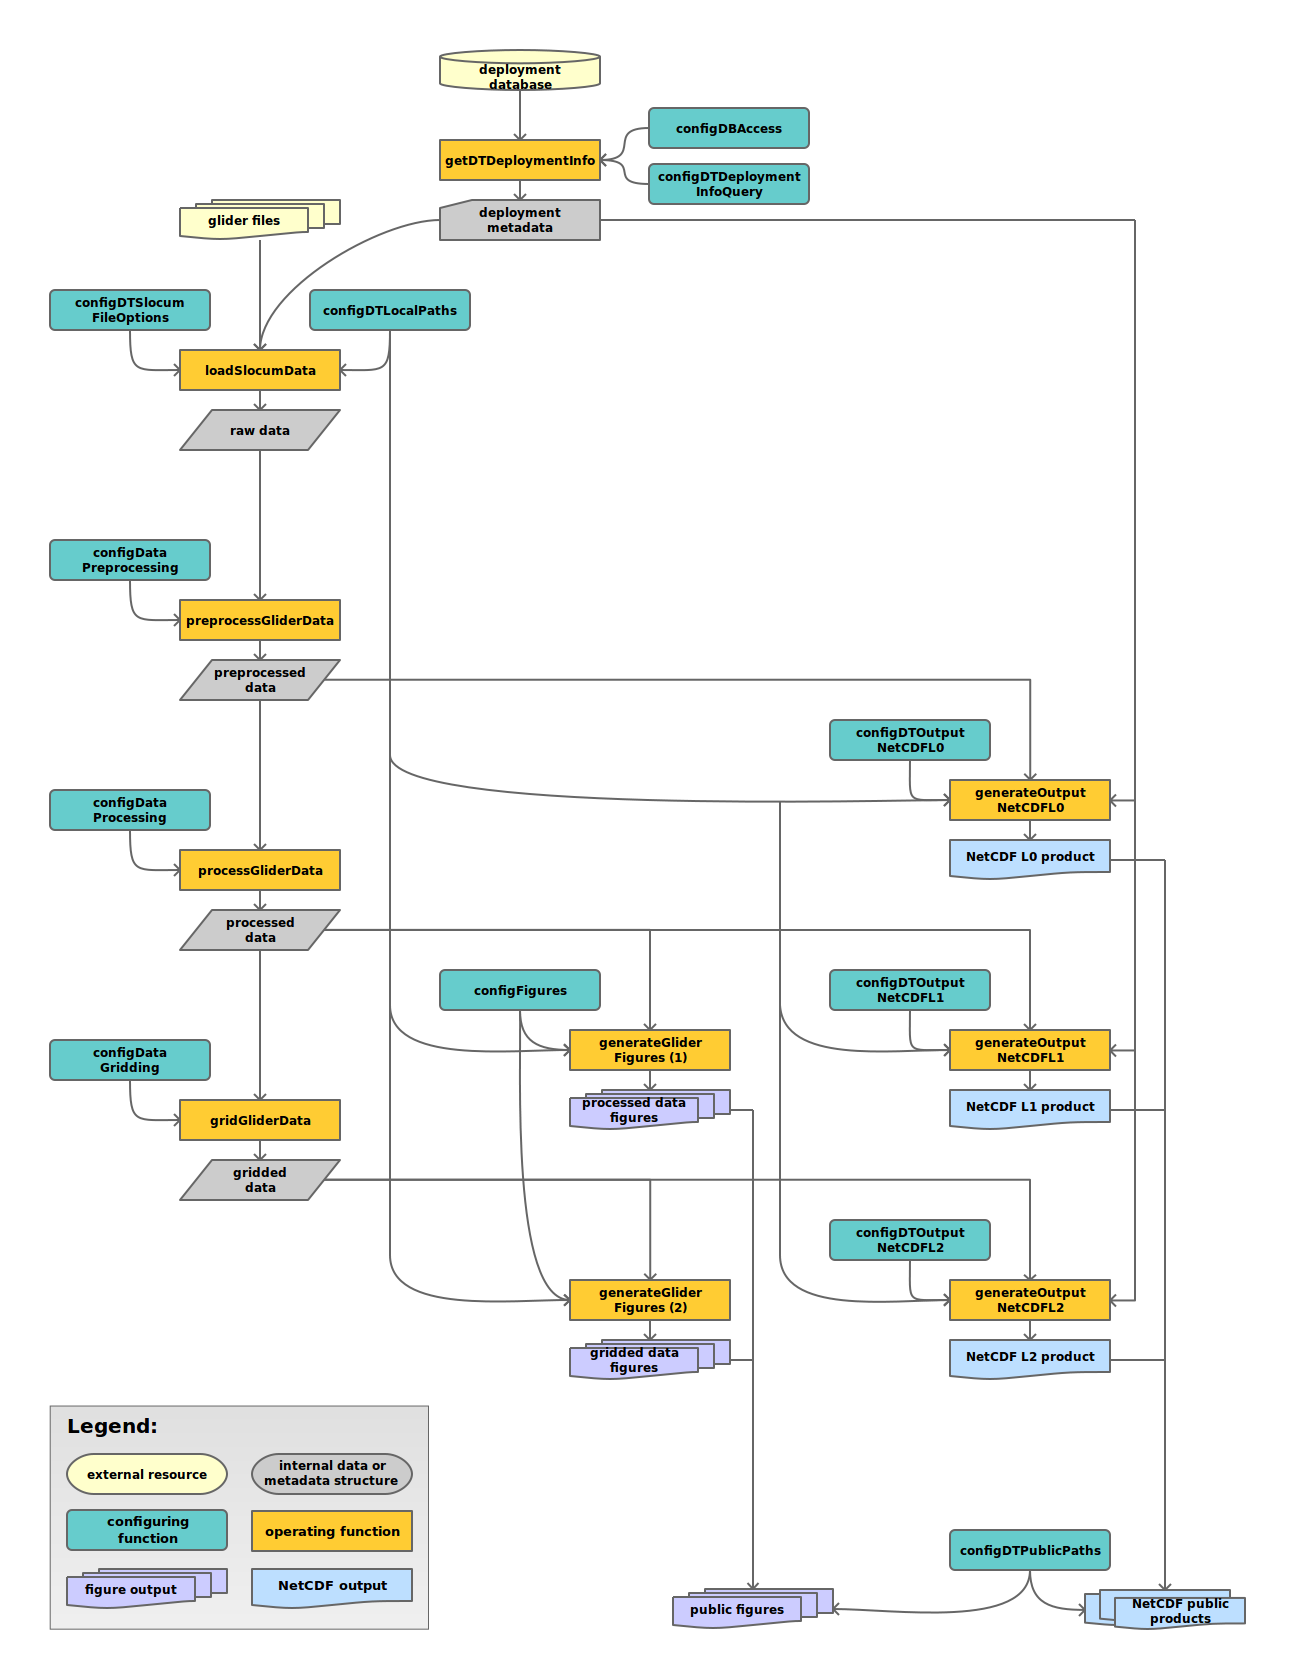 deployment
database
configDBAccess
getDTDeploymentInfo
configDTDeployment
InfoQuery
glider files
deployment
metadata
configDTSlocum
FileOptions
configDTLocalPaths
loadSlocumData
raw data
configData
Preprocessing
preprocessGliderData
preprocessed
data
configDTOutput
NetCDFL0
configData
Processing
generateOutput
NetCDFL0
NetCDF L0 product
processGliderData
processed
data
configFigures
configDTOutput
NetCDFL1
configData
Gridding
generateGlider
Figures (1)
generateOutput
NetCDFL1
processed data
figures
NetCDF L1 product
gridGliderData
gridded
data
configDTOutput
NetCDFL2
generateGlider
Figures (2)
generateOutput
NetCDFL2
gridded data
figures
NetCDF L2 product
Legend:
external resource
internal data or
metadata structure
configuring
function
operating function
figure output
NetCDF output
configDTPublicPaths
public figures
NetCDF public
products